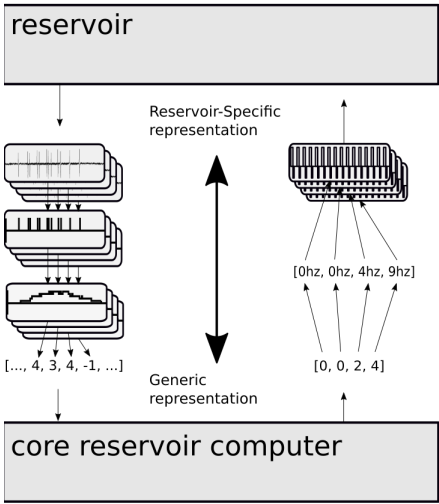 reservoir
Reservoir-Specific
representation
[0hz, 0hz, 4hz, 9hz]
[..., 4, 3, 4, -1, ...]
[0, 0, 2, 4]
Generic
representation
core reservoir computer